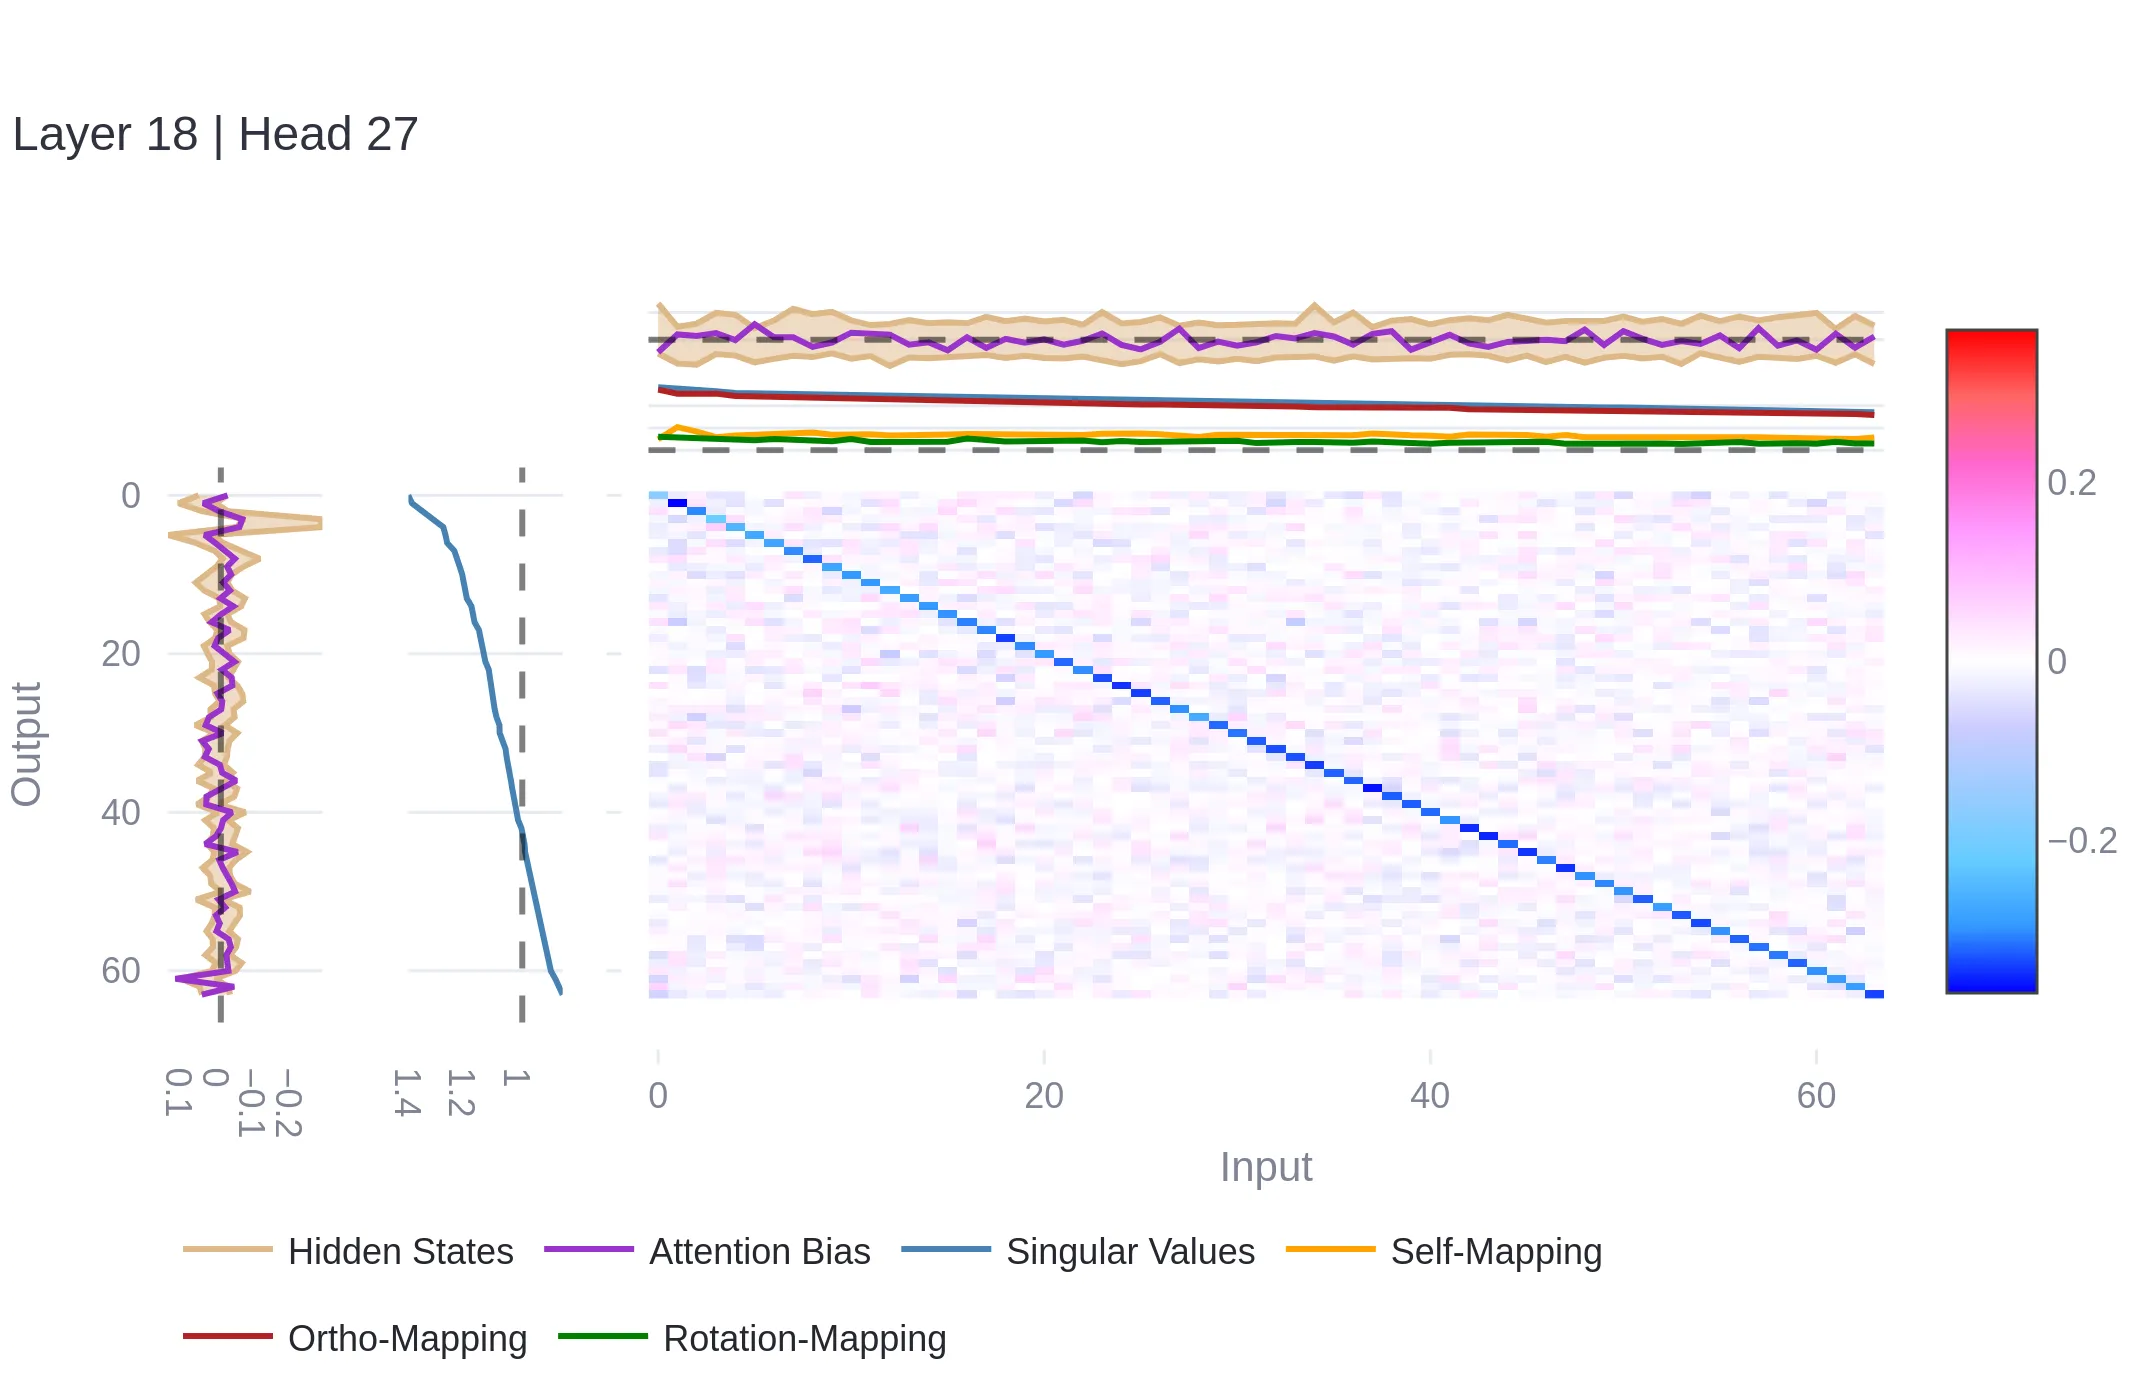 Layer 18 | Head 27
0
20
40
60
Output
0.1
0
−0.1
−0.2
1.4
1.2
1
0
20
40
60
Input
0.2
0
−0.2
Hidden States
Attention Bias
Singular Values
Self-Mapping
Ortho-Mapping
Rotation-Mapping